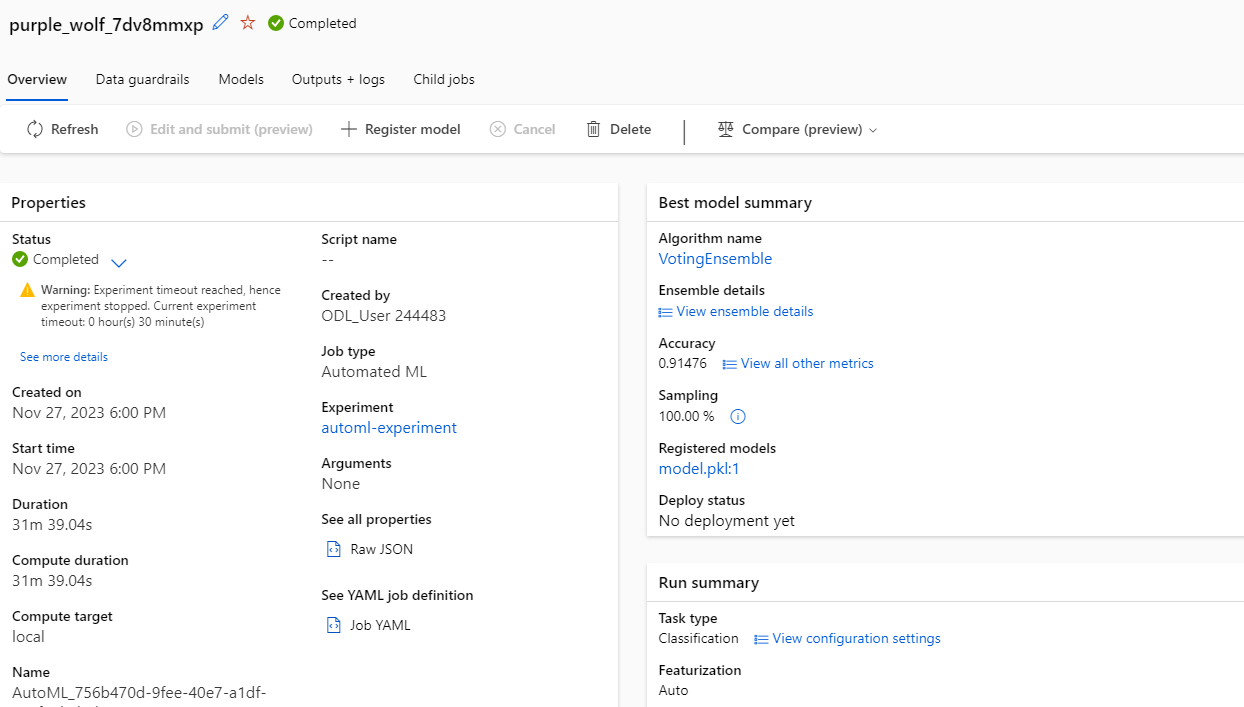 purple_wolf_7dv8mmxp Completed
Overview Data guardrails Models Outputs + logs Child jobs
Refresh Edit and submit (preview) Register model Cancel Delete Compare (preview)
Properties
Status
Completed
Warning: Experiment timeout reached, hence
experiment stopped. Current experiment
timeout: 0 hour(s) 30 minute(s)
See more details
Created on
Nov 27, 2023 6:00 PM
Start time
Nov 27, 2023 6:00 PM
Duration
31m 39.04s
Compute duration
31m 39.04s
Compute target
local
Name
AutoML_756b470d-9fee-40e7-a1df-
Script name
--
Created by
ODL_User 244483
Job type
Automated ML
Experiment
automl-experiment
Arguments
None
See all properties
Raw JSON
See YAML job definition
Job YAML
Best model summary
Algorithm name
VotingEnsemble
Ensemble details
View ensemble details
Accuracy
0.91476 View all other metrics
Sampling
100.00 %
Registered models
model.pkl:1
Deploy status
No deployment yet
Run summary
Task type
Classification View configuration settings
Featurization
Auto